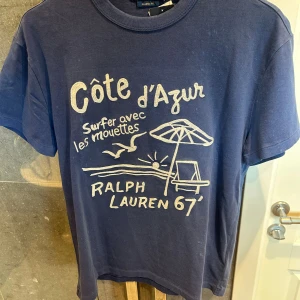 Côte d'Azur
Surfer avec
les mouettes
RALPH
LAUREN 67'